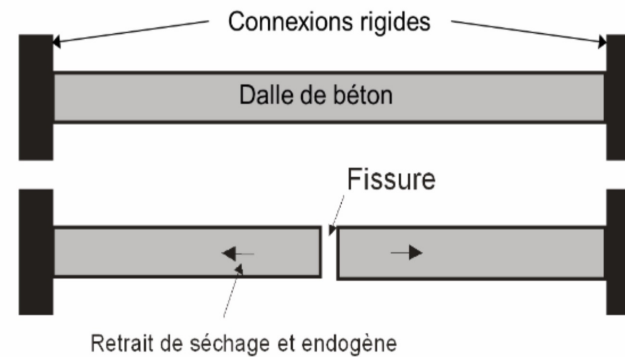 Connexions rigides
Dalle de béton
Fissure
Retrait de séchage et endogène